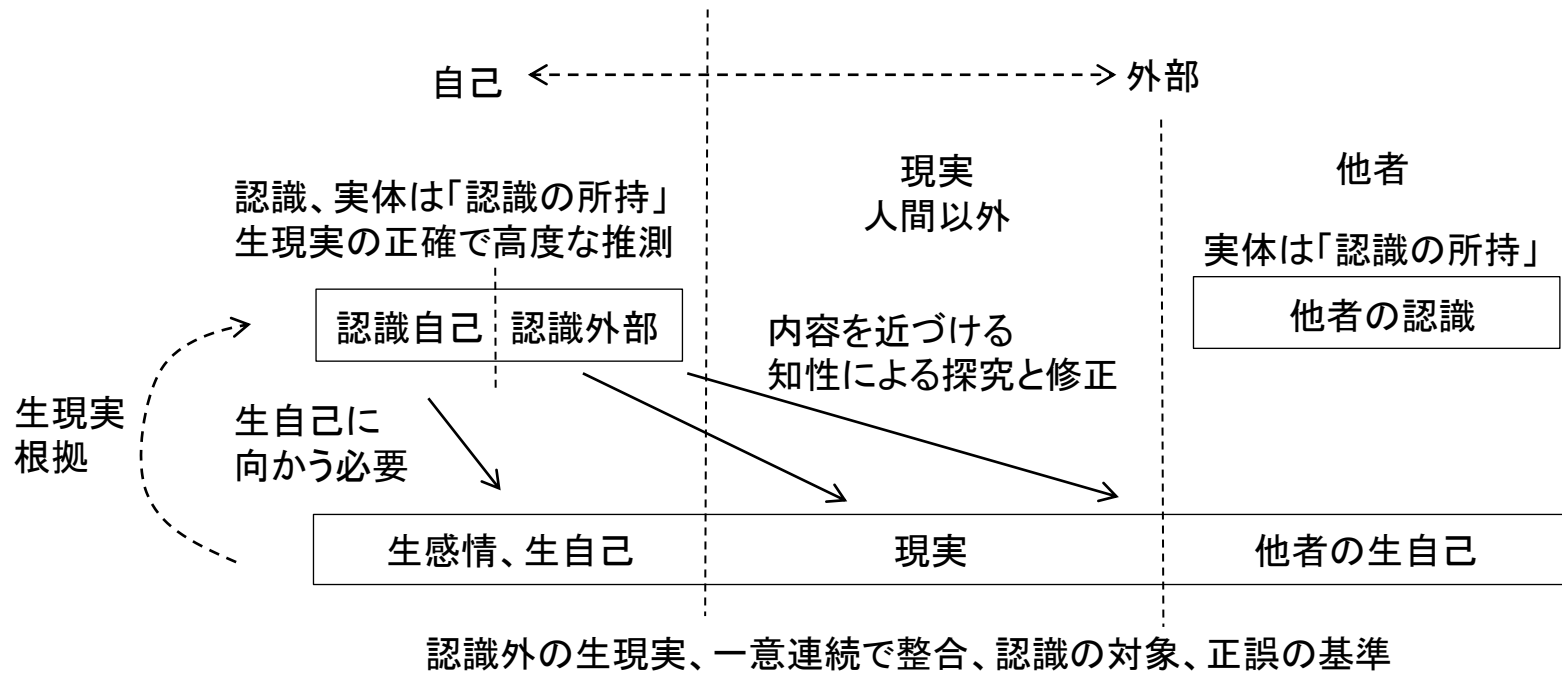 自己
外部
認識、実体は「認識の所持」
生現実の正確で高度な推測
現実
人間以外
他者
実体は「認識の所持」
認識自己
認識外部
他者の認識
内容を近づける
知性による探究と修正
生現実
根拠
生自己に
向かう必要
生感情、生自己
現実
他者の生自己
認識外の生現実、一意連続で整合、認識の対象、正誤の基準